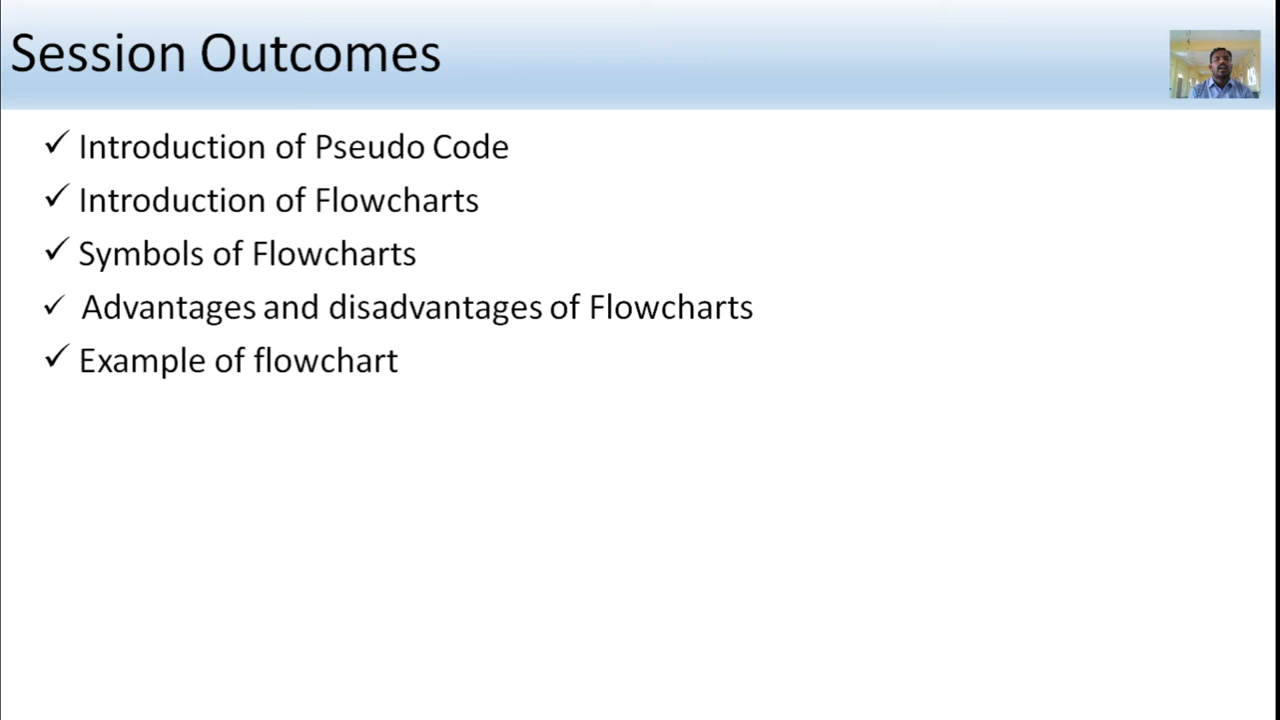 Session Outcomes
✓ Introduction of Pseudo Code
✓ Introduction of Flowcharts
✓ Symbols of Flowcharts
✓ Advantages and disadvantages of Flowcharts
✓ Example of flowchart